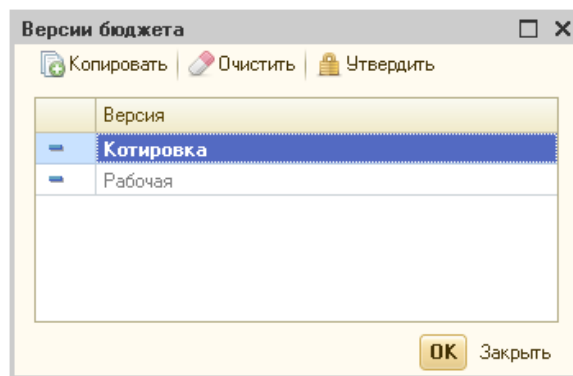 Версии бюджета
Копировать Очистить Утвердить
Версия
Котировка
Рабочая
OK Закрыть